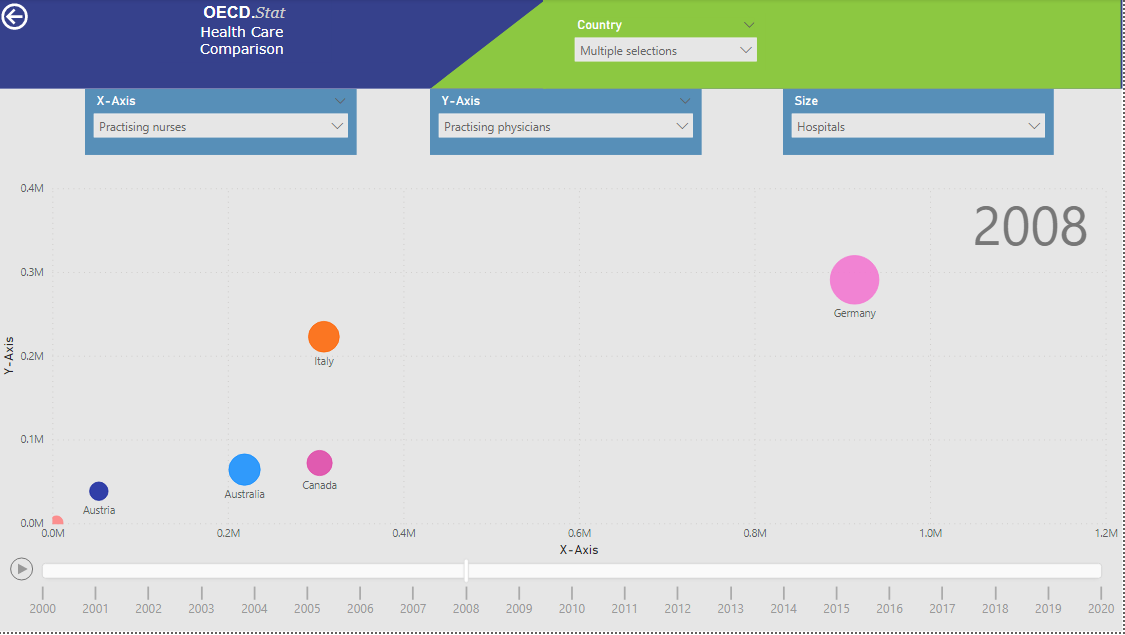 OECD.Stat
Health Care
Comparison
Country
Multiple selections
X-Axis
Practising nurses
Y-Axis
Practising physicians
Size
Hospitals
2008
0.4M
0.3M
0.2M
0.1M
0.0M
Y-Axis
Germany
Italy
Canada
Australia
Austria
0.0M 0.2M 0.4M 0.6M 0.8M 1.0M 1.2M
X-Axis
2000 2001 2002 2003 2004 2005 2006 2007 2008 2009 2010 2011 2012 2013 2014 2015 2016 2017 2018 2019 2020